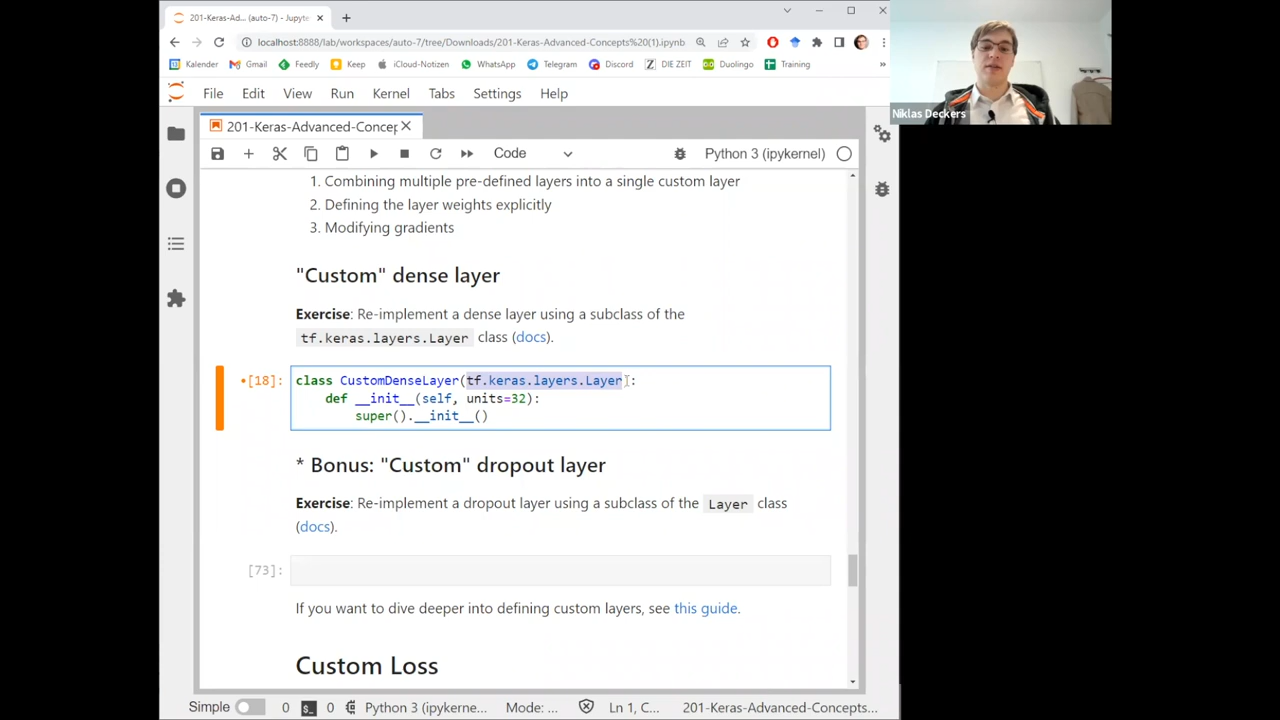 201-Keras-Ad... (auto-7) - Jupyte
localhost:8888/lab/workspaces/auto-7/tree/Downloads/201-Keras-Advanced-Concepts%20(1).ipynb
Kalender Gmail Feedly Keep iCloud-Notizen WhatsApp Telegram Discord DIE ZEIT Duolingo Training »
Niklas Deckers
File Edit View Run Kernel Tabs Settings Help
201-Keras-Advanced-Concep
Code Python 3 (ipykernel)
1. Combining multiple pre-defined layers into a single custom layer
2. Defining the layer weights explicitly
3. Modifying gradients
"Custom" dense layer
Exercise: Re-implement a dense layer using a subclass of the
tf.keras.layers.Layer class (docs).
[18]: class CustomDenseLayer(tf.keras.layers.Layer):
def __init__(self, units=32):
super().__init__()
* Bonus: "Custom" dropout layer
Exercise: Re-implement a dropout layer using a subclass of the Layer class
(docs).
[73]:
If you want to dive deeper into defining custom layers, see this guide.
Custom Loss
Simple 0 0 Python 3 (ipykerne... Mode: ... Ln 1, C... 201-Keras-Advanced-Concepts...